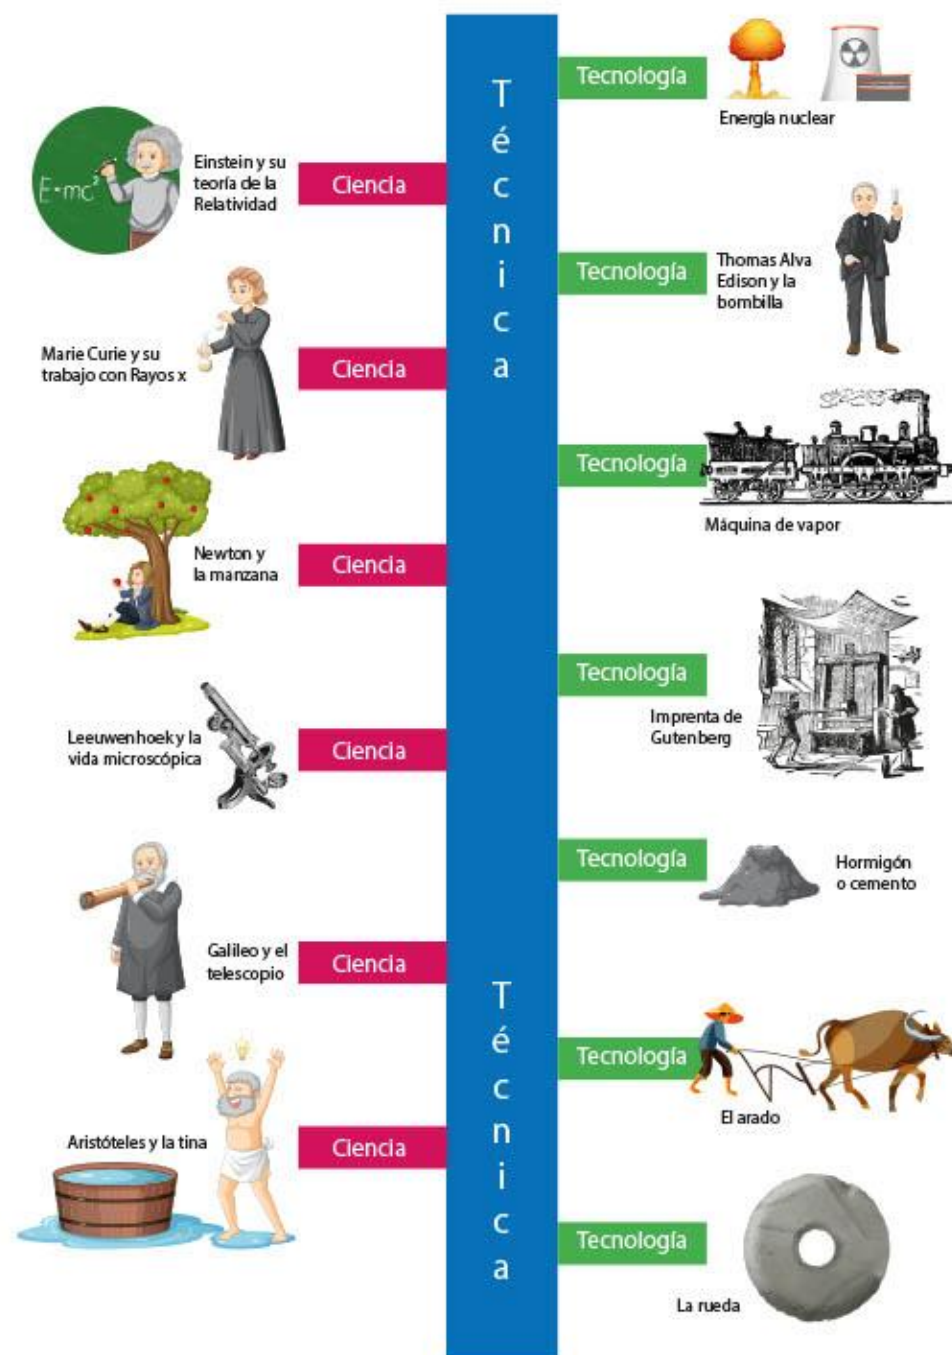 Tecnología
Energía nuclear
E=mc²
Einstein y su
teoría de la
Relatividad
Ciencia
Técnica
Tecnología
Thomas Alva
Edison y la
bombilla
Marie Curie y su
trabajo con Rayos x
Ciencia
Tecnología
Máquina de vapor
Newton y
la manzana
Ciencia
Tecnología
Imprenta de
Gutenberg
Leeuwenhoek y la
vida microscópica
Ciencia
Tecnología
Hormigón
o cemento
Galileo y el
telescopio
Ciencia
Técnica
Tecnología
El arado
Aristóteles y la tina
Ciencia
Tecnología
La rueda